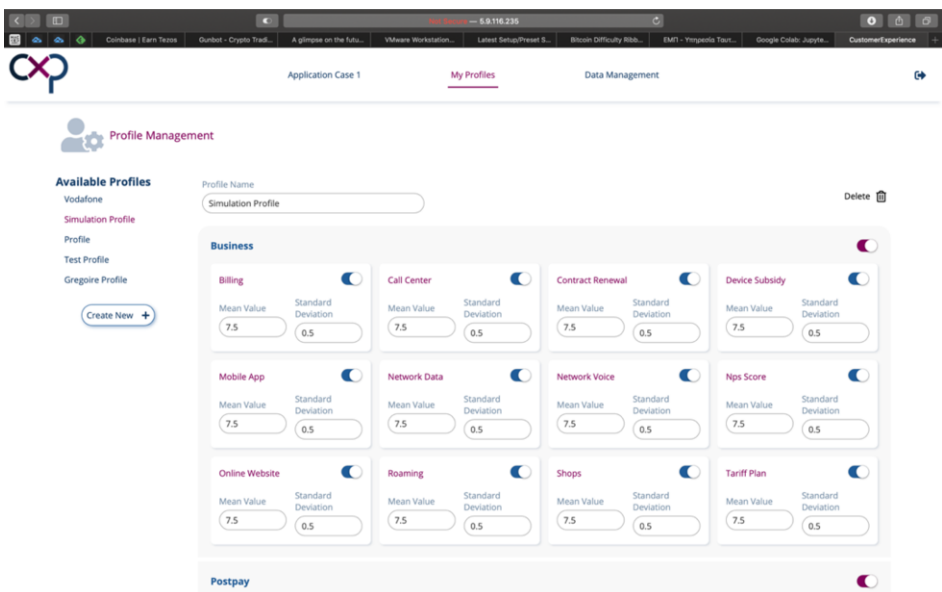 Not Secure — 5.9.116.235
Coinbase | Earn Tezos
Gunbot - Crypto Tradi...
A glimpse on the futu...
VMware Workstation...
Latest Setup/Preset S...
Bitcoin Difficulty Ribb...
ΕΜΠ - Υπηρεσία Ταυτ...
Google Colab: Jupyte...
CustomerExperience
cxp
Application Case 1
My Profiles
Data Management
Profile Management
Available Profiles
Vodafone
Simulation Profile
Profile
Test Profile
Gregoire Profile
Create New +
Profile Name
Simulation Profile
Delete
Business
Billing
Mean Value
7.5
Standard
Deviation
0.5
Call Center
Mean Value
7.5
Standard
Deviation
0.5
Contract Renewal
Mean Value
7.5
Standard
Deviation
0.5
Device Subsidy
Mean Value
7.5
Standard
Deviation
0.5
Mobile App
Mean Value
7.5
Standard
Deviation
0.5
Network Data
Mean Value
7.5
Standard
Deviation
0.5
Network Voice
Mean Value
7.5
Standard
Deviation
0.5
Nps Score
Mean Value
7.5
Standard
Deviation
0.5
Online Website
Mean Value
7.5
Standard
Deviation
0.5
Roaming
Mean Value
7.5
Standard
Deviation
0.5
Shops
Mean Value
7.5
Standard
Deviation
0.5
Tariff Plan
Mean Value
7.5
Standard
Deviation
0.5
Postpay